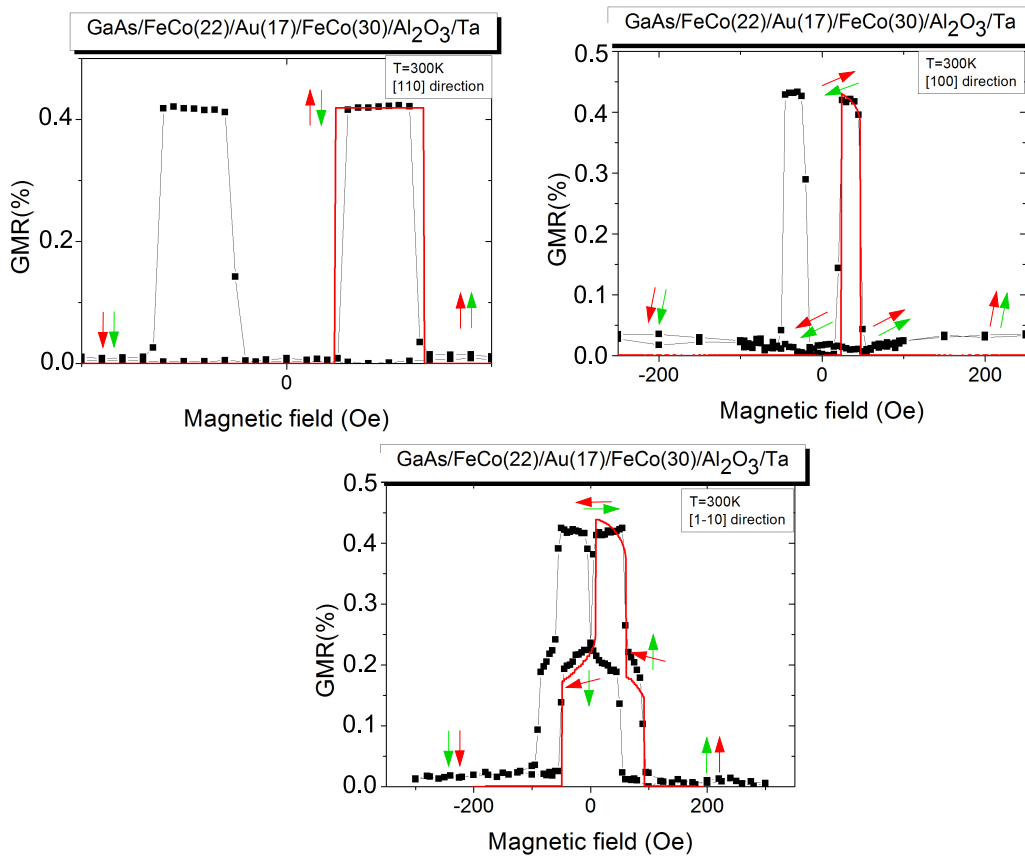 GaAs/FeCo(22)/Au(17)/FeCo(30)/Al₂O₃/Ta
T=300K
[110] direction
GMR(%)
0.4
0.2
0.0
0
Magnetic field (Oe)
GaAs/FeCo(22)/Au(17)/FeCo(30)/Al₂O₃/Ta
T=300K
[100] direction
GMR(%)
0.5
0.4
0.3
0.2
0.1
0.0
-200 0 200
Magnetic field (Oe)
GaAs/FeCo(22)/Au(17)/FeCo(30)/Al₂O₃/Ta
T=300K
[1-10] direction
GMR(%)
0.5
0.4
0.3
0.2
0.1
0.0
-200 0 200
Magnetic field (Oe)